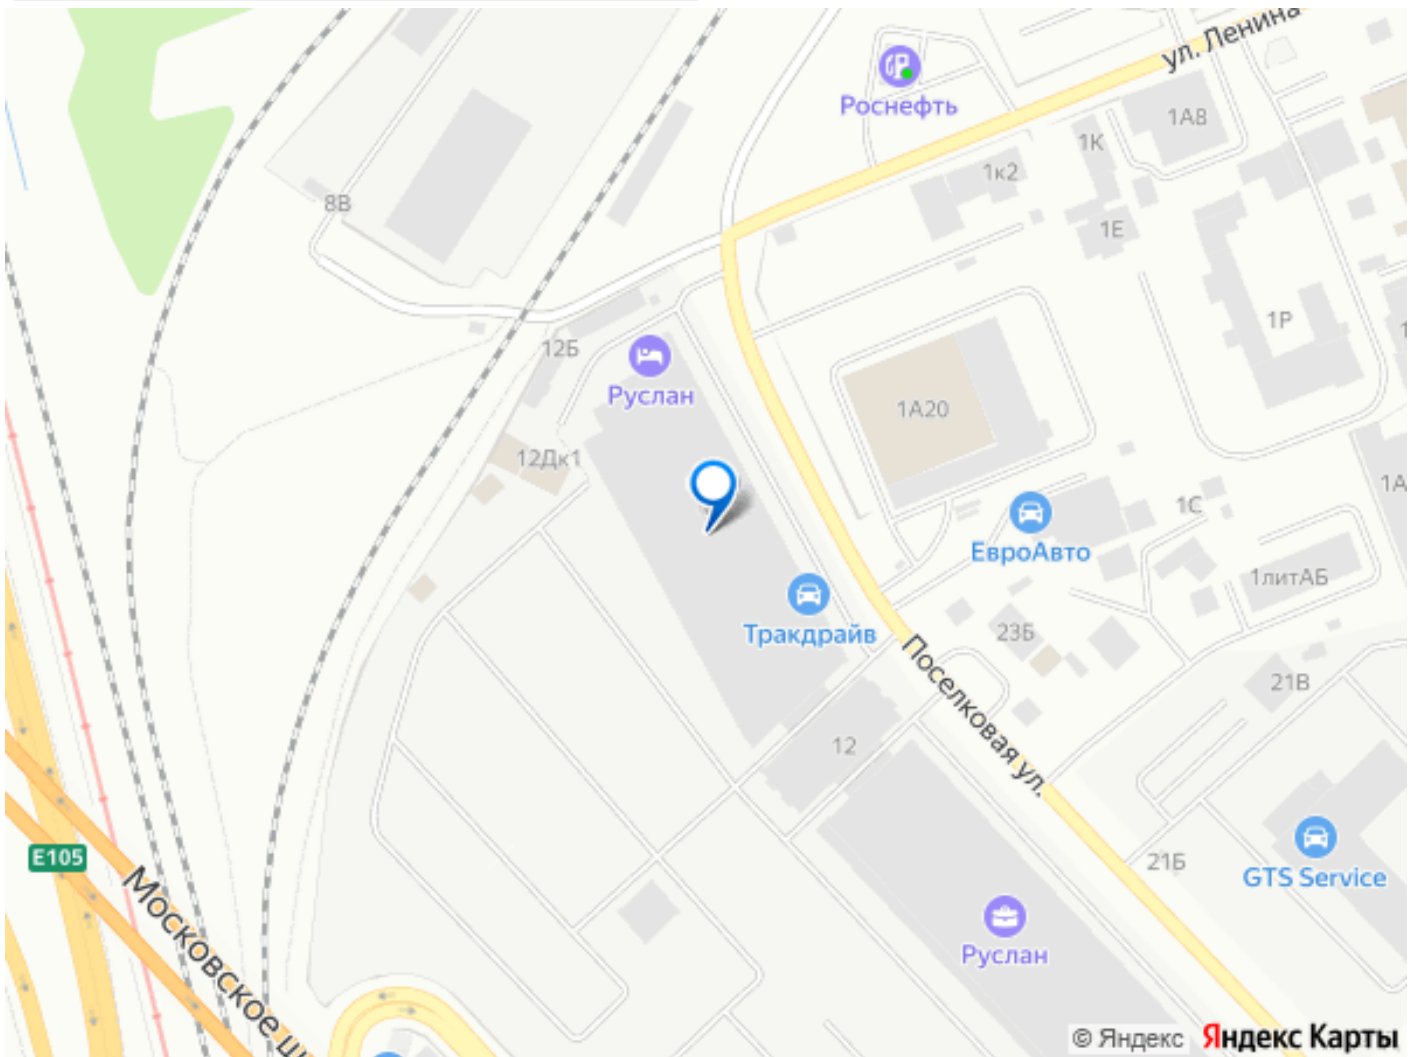 ул. Ленина
Роснефть
1А8
1К
1к2
8В
1Е
1Р
12Б
Руслан
1А20
12Дк1
1А
1С
ЕвроАвто
1литАБ
Тракдрайв
23Б
Поселковая ул.
21В
12
E105
21Б
GTS Service
Московское ш
Руслан
© Яндекс Яндекс Карты